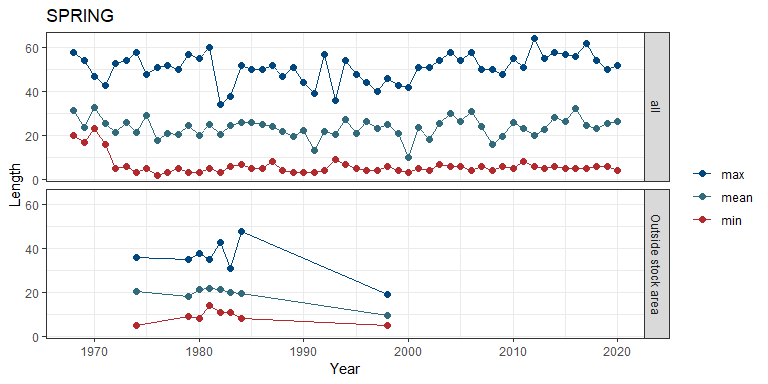 SPRING
60
40
20
0
all
60
40
20
0
Outside stock area
Length
1970
1980
1990
2000
2010
2020
Year
max
mean
min